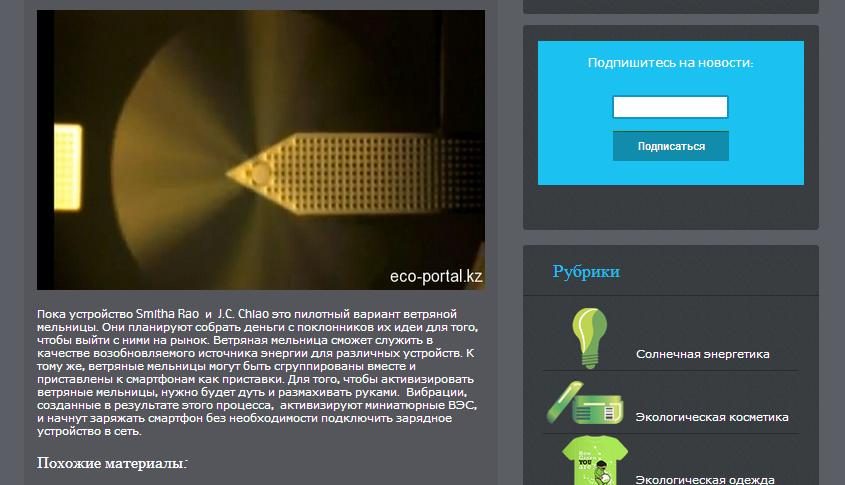 eco-portal.kz
Пока устройство Smitha Rao и J.C. Chiao это пилотный вариант ветряной
мельницы. Они планируют собрать деньги с поклонников их идеи для того,
чтобы выйти с ними на рынок. Ветряная мельница сможет служить в
качестве возобновляемого источника энергии для различных устройств. К
тому же, ветряные мельницы могут быть сгруппированы вместе и
приставлены к смартфонам как приставки. Для того, чтобы активизировать
ветряные мельницы, нужно будет дуть и размахивать руками. Вибрации,
созданные в результате этого процесса, активизируют миниатюрные ВЭС,
и начнут заряжать смартфон без необходимости подключить зарядное
устройство в сеть.
Похожие материалы:
Подпишитесь на новости:
Подписаться
Рубрики
Солнечная энергетика
Экологическая косметика
Экологическая одежда